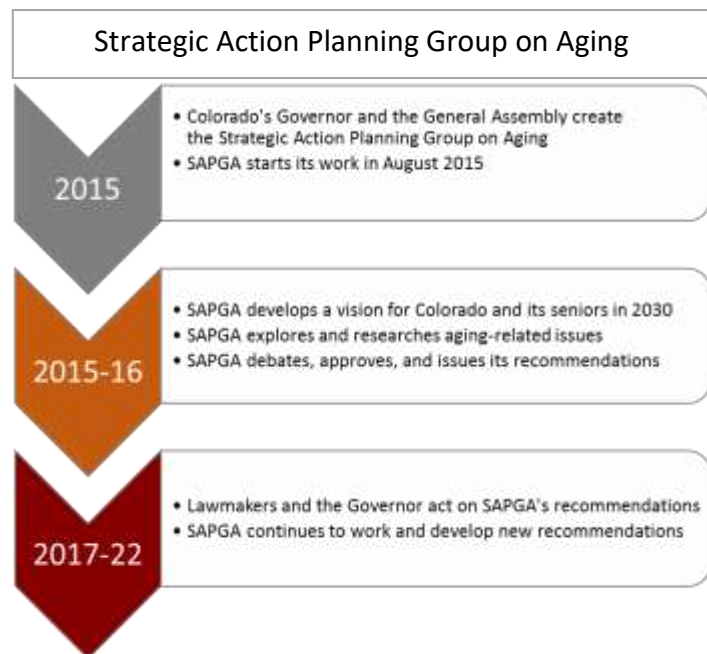 Strategic Action Planning Group on Aging
2015
• Colorado's Governor and the General Assembly create
the Strategic Action Planning Group on Aging
• SAPGA starts its work in August 2015
2015-16
• SAPGA develops a vision for Colorado and its seniors in 2030
• SAPGA explores and researches aging-related issues
• SAPGA debates, approves, and issues its recommendations
2017-22
• Lawmakers and the Governor act on SAPGA's recommendations
• SAPGA continues to work and develop new recommendations